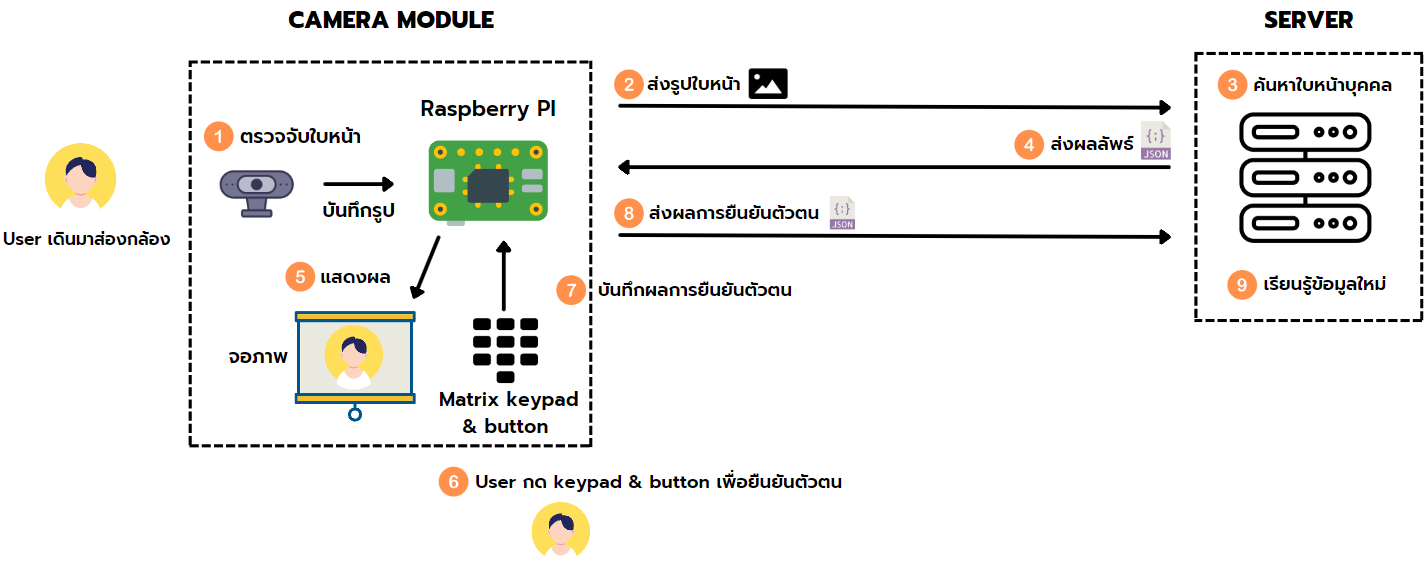 CAMERA MODULE
SERVER
1 ตรวจจับใบหน้า
Raspberry PI
บันทึกรูป
User เดินมาส่องกล้อง
2 ส่งรูปใบหน้า
3 ค้นหาใบหน้าบุคคล
4 ส่งผลลัพธ์
{;}
JSON
5 แสดงผล
จอภาพ
Matrix keypad
& button
6 User กด keypad & button เพื่อยืนยันตัวตน
7 บันทึกผลการยืนยันตัวตน
8 ส่งผลการยืนยันตัวตน
{;}
JSON
9 เรียนรู้ข้อมูลใหม่